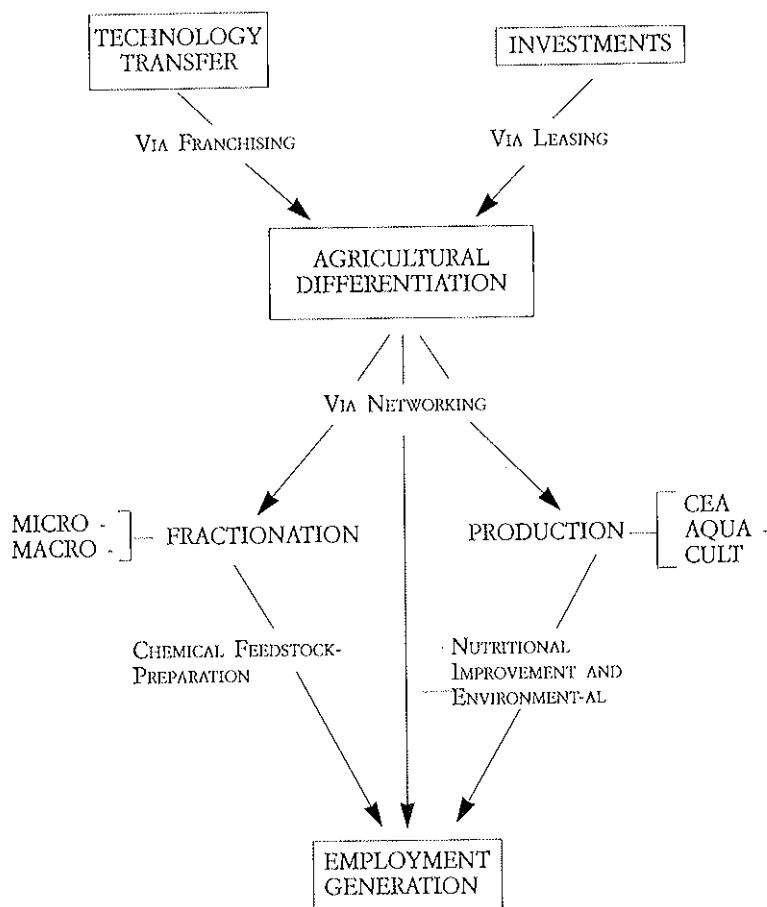 TECHNOLOGY
TRANSFER
INVESTMENTS
VIA FRANCHISING
VIA LEASING
AGRICULTURAL
DIFFERENTIATION
VIA NETWORKING
MICRO -
MACRO -
FRACTIONATION
PRODUCTION
CEA
AQUA -
CULT
CHEMICAL FEEDSTOCK-
PREPARATION
NUTRITIONAL
IMPROVEMENT AND
ENVIRONMENT-AL
EMPLOYMENT
GENERATION